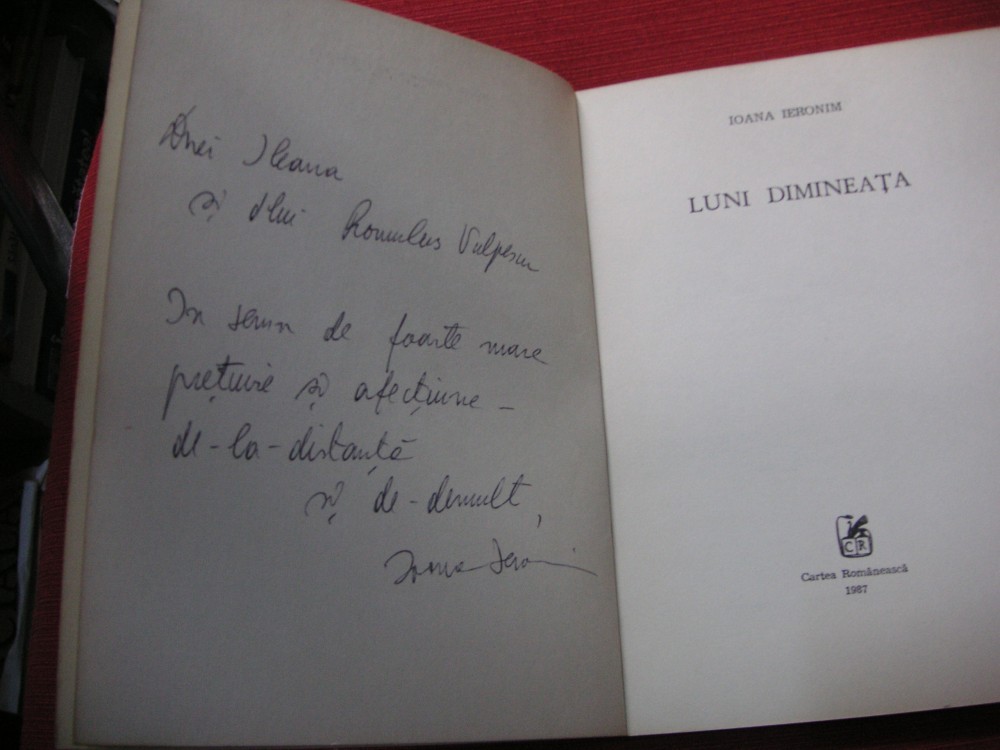 Dnei Ileana
și dlui Romulus Vulpescu
In semn de foarte mare
prețuire și afecțiune –
de-la-distanță
și de-demult,
Ioana Ieronim
IOANA IERONIM
LUNI DIMINEAȚA
CR
Cartea Românească
1987